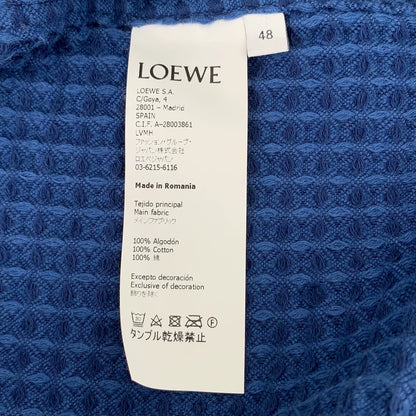 48
LOEWE
LOEWE S.A.
C/Goya, 4
28001 - Madrid
SPAIN
C.I.F. A-28003861
LVMH
ファッショングループ・
ジャパン株式会社
ロエベジャパン
03-6215-6116
Made in Romania
Tejido principal
Main fabric
メインファブリック
100% Algodón
100% Cotton
100% 綿
Excepto decoración
Exclusive of decoration
飾りを除く
タンブル乾燥禁止